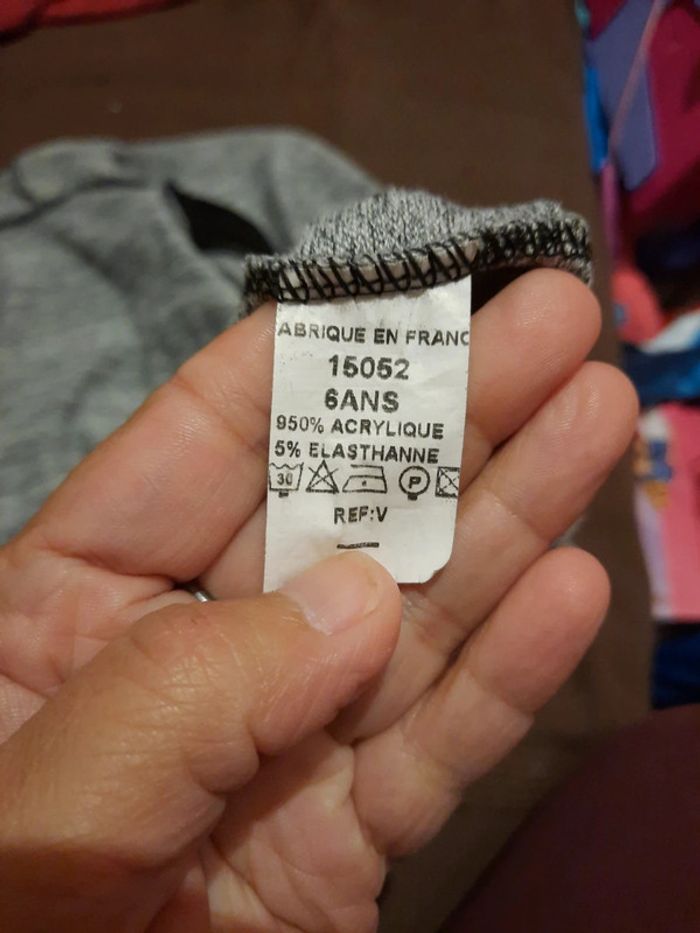 ABRIQUE EN FRANC
15052
6ANS
950% ACRYLIQUE
5% ELASTHANNE
30 P
REF:V